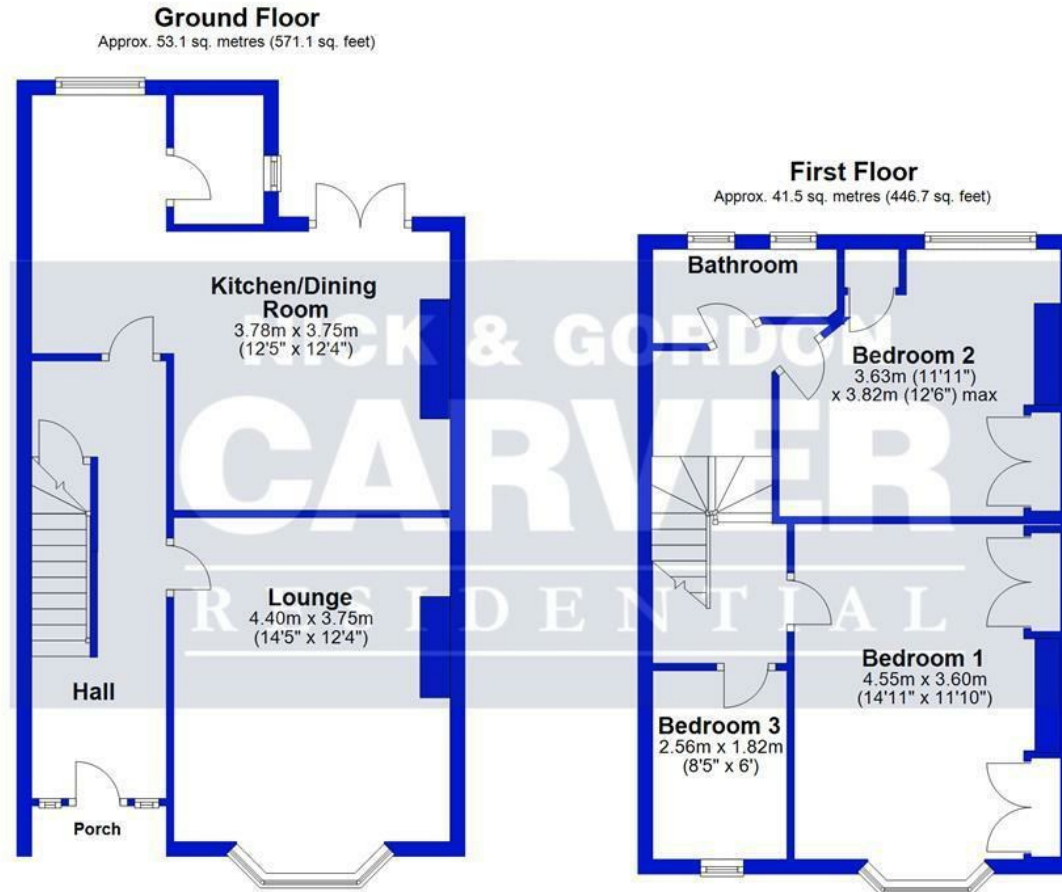 Ground Floor
Approx. 53.1 sq. metres (571.1 sq. feet)
Kitchen/Dining
Room
3.78m x 3.75m
(12'5" x 12'4")
Lounge
4.40m x 3.75m
(14'5" x 12'4")
Hall
Porch
First Floor
Approx. 41.5 sq. metres (446.7 sq. feet)
Bathroom
Bedroom 2
3.63m (11'11")
x 3.82m (12'6") max
Bedroom 1
4.55m x 3.60m
(14'11" x 11'10")
Bedroom 3
2.56m x 1.82m
(8'5" x 6')
NICK & GORDON
CARVER
RESIDENTIAL